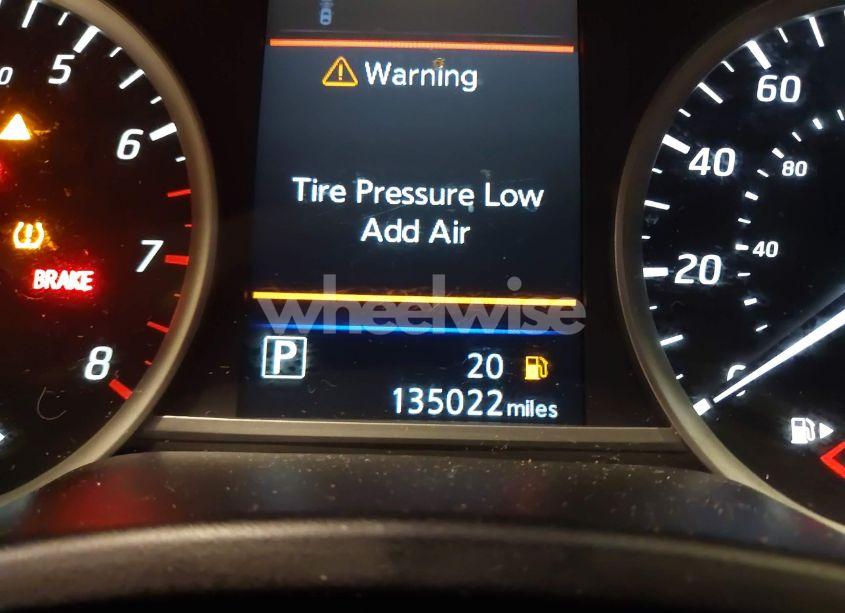 Warning
5
60
6
40
80
Tire Pressure Low
Add Air
7
20
40
BRAKE
wheelwise
P
20
8
135022 miles